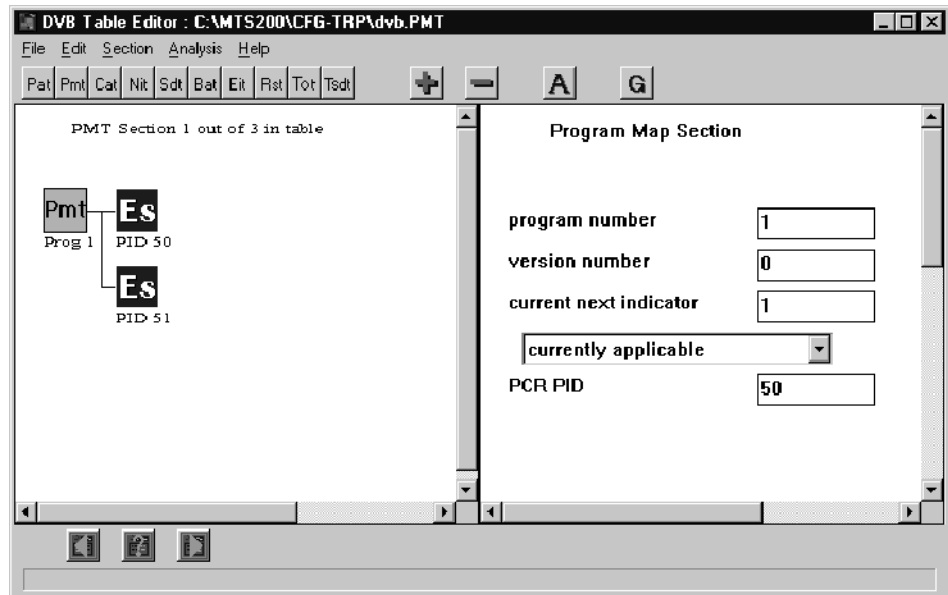 DVB Table Editor : C:\MTS200\CFG-TRP\dvb.PMT
File Edit Section Analysis Help
Pat Pmt Cat Nit Sdt Bat Eit Rst Tot Tsdt A G
PMT Section 1 out of 3 in table
Pmt
Prog 1
Es
PID 50
Es
PID 51
Program Map Section
program number 1
version number 0
current next indicator 1
currently applicable
PCR PID 50